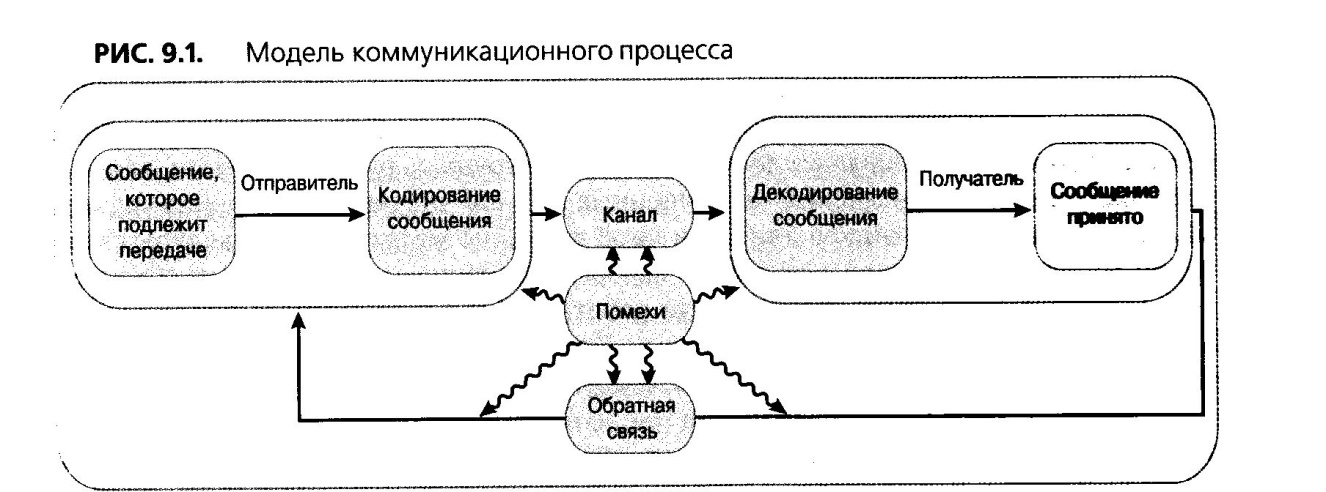 РИС. 9.1. Модель коммуникационного процесса
Сообщение,
которое
подлежит
передаче
Отправитель
Кодирование
сообщения
Канал
Декодирование
сообщения
Получатель
Сообщение
принято
Помехи
Обратная
связь